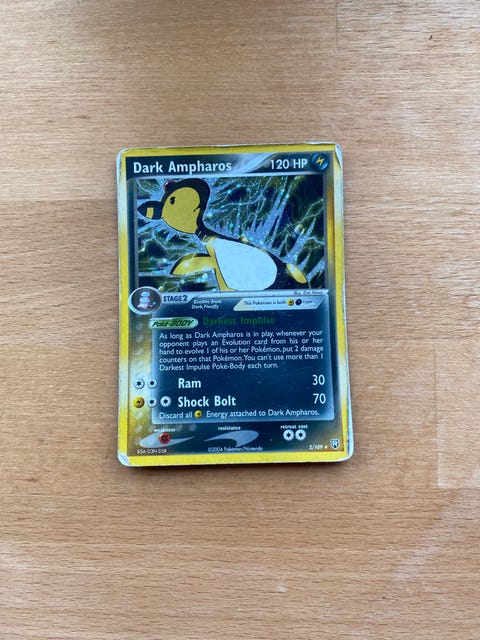 Dark Ampharos 120 HP
STAGE 2
Evolves from
Dark Flaaffy
This Pokémon is both type.
Poké-BODY Darkest Impulse
As long as Dark Ampharos is in play, whenever your
opponent plays an Evolution card from his or her
hand to evolve 1 of his or her Pokémon, put 2 damage
counters on that Pokémon. You can't use more than 1
Darkest Impulse Poké-Body each turn.
Ram 30
Shock Bolt 70
Discard all Energy attached to Dark Ampharos.
weakness resistance retreat cost
©2004 Pokémon/Nintendo
2/109
R